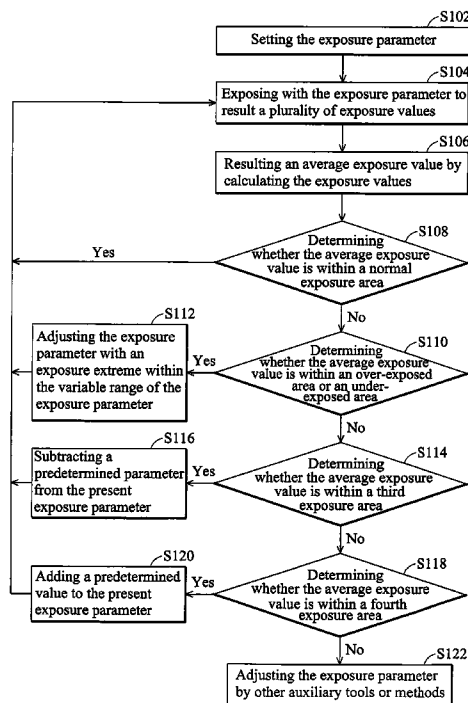 S102
Setting the exposure parameter
S104
Exposing with the exposure parameter to
result a plurality of exposure values
S106
Resulting an average exposure value by
calculating the exposure values
S108
Determining
whether the average exposure
value is within a normal
exposure area
Yes
No
S112
Adjusting the exposure
parameter with an
exposure extreme within
the variable range of the
exposure parameter
Yes
S110
Determining
whether the average exposure
value is within an over-exposed
area or an under-
exposed area
No
S116
Subtracting a
predetermined parameter
from the present
exposure parameter
Yes
S114
Determining
whether the average exposure
value is within a third
exposure area
No
S120
Adding a predetermined
value to the present
exposure parameter
Yes
S118
Determining
whether the average exposure
value is within a fourth
exposure area
No
S122
Adjusting the exposure parameter
by other auxiliary tools or methods